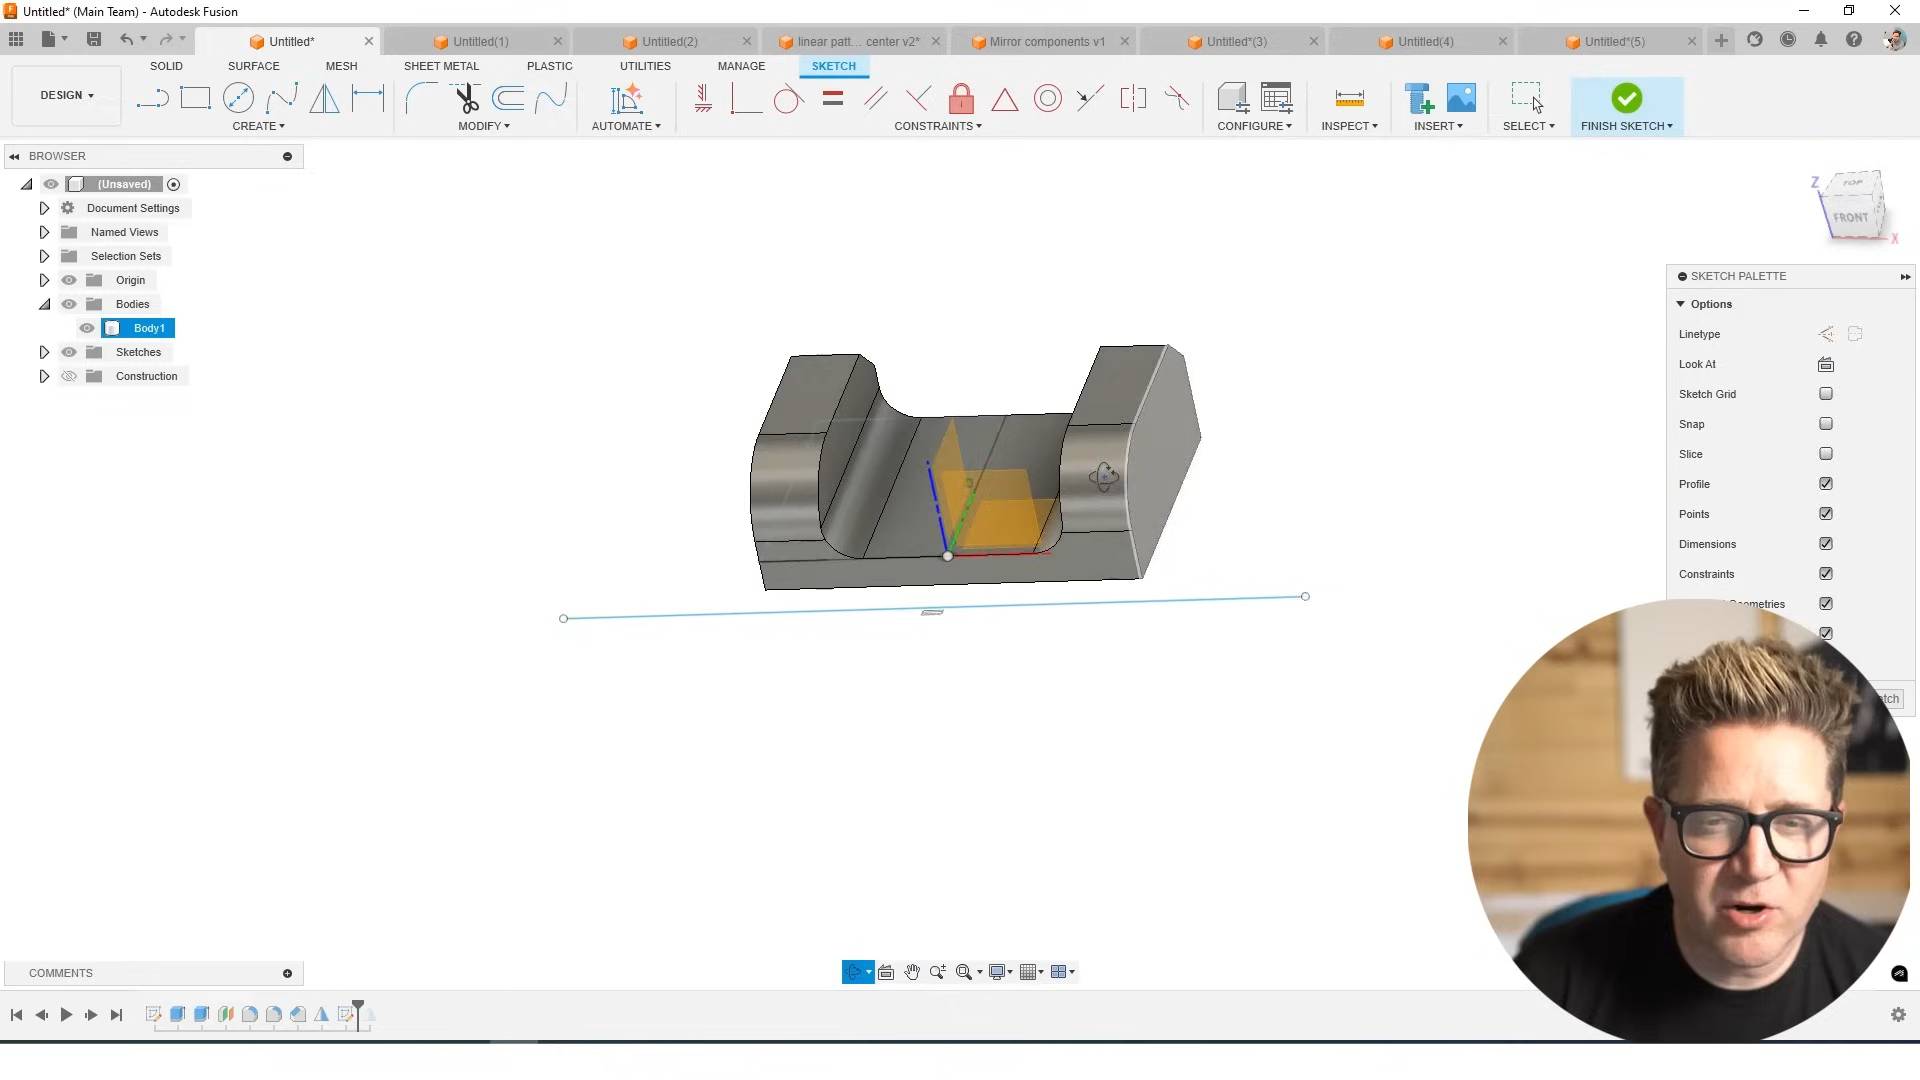 Untitled* (Main Team) - Autodesk Fusion
Untitled*
Untitled(1)
Untitled(2)
linear patt... center v2*
Mirror components v1
Untitled*(3)
Untitled(4)
Untitled*(5)
SOLID
SURFACE
MESH
SHEET METAL
PLASTIC
UTILITIES
MANAGE
SKETCH
DESIGN
CREATE
MODIFY
AUTOMATE
CONSTRAINTS
CONFIGURE
INSPECT
INSERT
SELECT
FINISH SKETCH
BROWSER
(Unsaved)
Document Settings
Named Views
Selection Sets
Origin
Bodies
Body1
Sketches
Construction
Z
TOP
FRONT
X
SKETCH PALETTE
Options
Linetype
Look At
Sketch Grid
Snap
Slice
Profile
Points
Dimensions
Constraints
COMMENTS